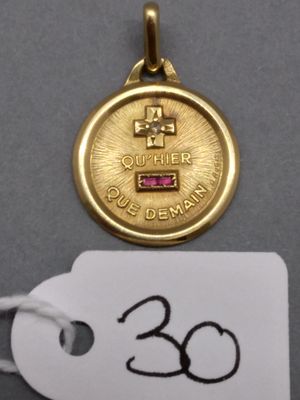 + QU'HIER
- QUE DEMAIN
30